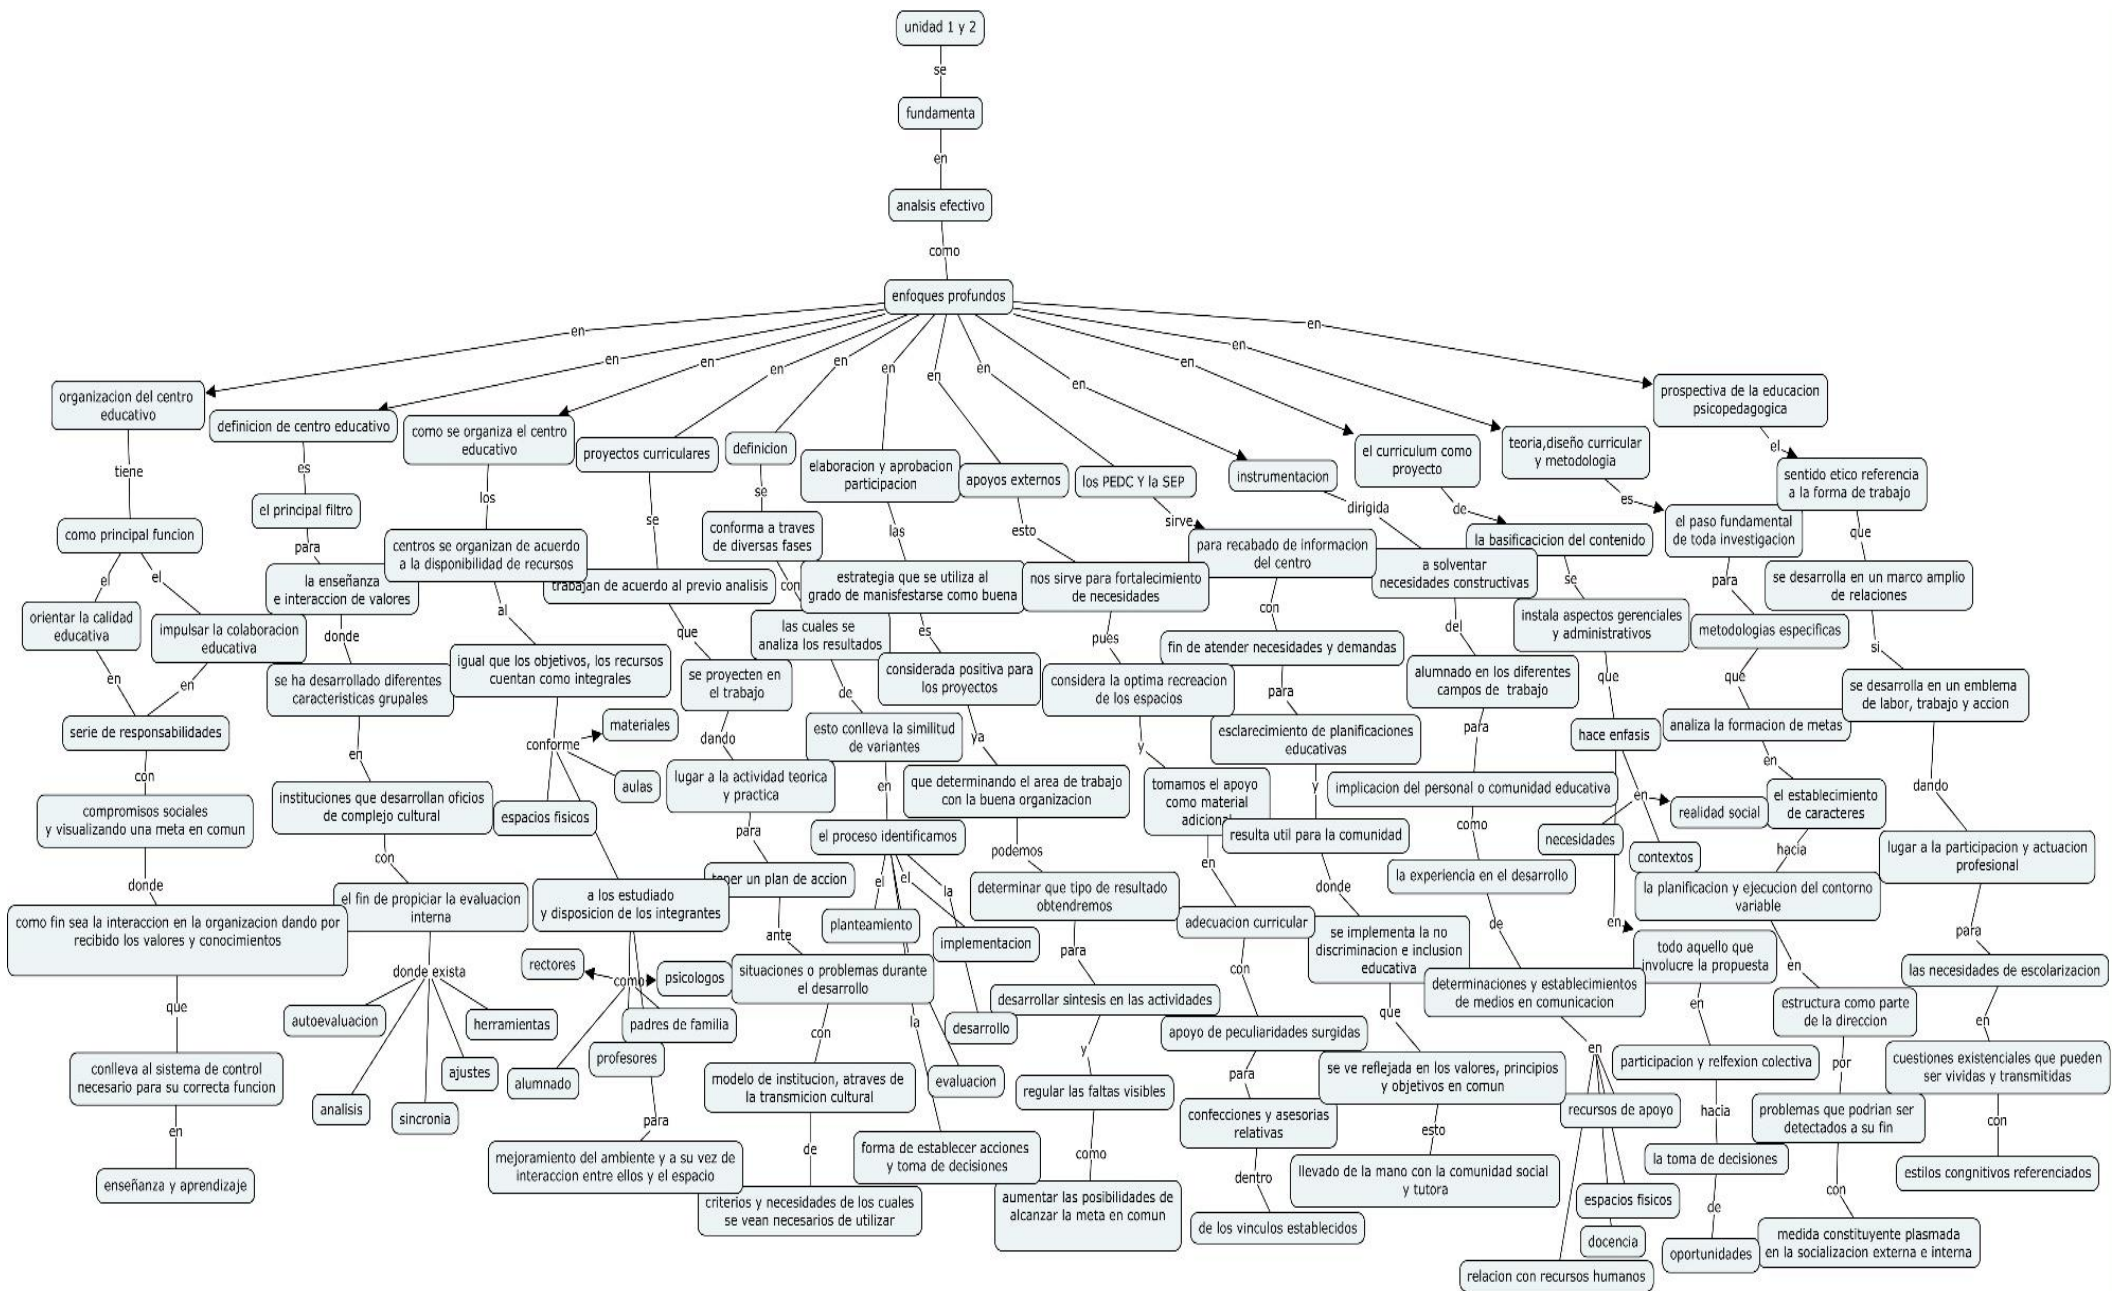 unidad 1 y 2
se
fundamenta
en
analsis efectivo
como
enfoques profundos
en
en
en
en
en
en
en
en
en
en
en
en
organizacion del centro
educativo
tiene
como principal funcion
el
el
orientar la calidad
educativa
impulsar la colaboracion
educativa
en
en
serie de responsabilidades
con
compromisos sociales
y visualizando una meta en comun
donde
como fin sea la interaccion en la organizacion dando por
recibido los valores y conocimientos
que
conlleva al sistema de control
necesario para su correcta funcion
en
enseñanza y aprendizaje
definicion de centro educativo
es
el principal filtro
para
la enseñanza
e interaccion de valores
donde
se ha desarrollado diferentes
caracteristicas grupales
en
instituciones que desarrollan oficios
de complejo cultural
con
el fin de propiciar la evaluacion
interna
donde exista
autoevaluacion
analisis
sincronia
ajustes
herramientas
como se organiza el centro
educativo
los
centros se organizan de acuerdo
a la disponibilidad de recursos
al
igual que los objetivos, los recursos
cuentan como integrales
conforme
materiales
aulas
espacios fisicos
a los estudiado
y disposicion de los integrantes
como
rectores
psicologos
padres de familia
profesores
alumnado
para
mejoramiento del ambiente y a su vez de
interaccion entre ellos y el espacio
proyectos curriculares
se
trabajan de acuerdo al previo analisis
que
se proyecten en
el trabajo
dando
lugar a la actividad teorica
y practica
para
tener un plan de accion
ante
situaciones o problemas durante
el desarrollo
con
modelo de institucion, atraves de
la transmicion cultural
de
criterios y necesidades de los cuales
se vean necesarios de utilizar
definicion
se
conforma a traves
de diversas fases
con
las cuales se
analiza los resultados
de
esto conlleva la similitud
de variantes
en
el proceso identificamos
el
el
la
la
planteamiento
implementacion
desarrollo
evaluacion
forma de establecer acciones
y toma de decisiones
elaboracion y aprobacion
participacion
las
estrategia que se utiliza al
grado de manisfestarse como buena
es
considerada positiva para
los proyectos
ya
que determinando el area de trabajo
con la buena organizacion
podemos
determinar que tipo de resultado
obtendremos
para
desarrollar sintesis en las actividades
y
regular las faltas visibles
como
aumentar las posibilidades de
alcanzar la meta en comun
apoyos externos
esto
nos sirve para fortalecimiento
de necesidades
pues
considera la optima recreacion
de los espacios
y
tomamos el apoyo
como material
adicional
en
adecuacion curricular
con
apoyo de peculiaridades surgidas
para
confecciones y asesorias
relativas
dentro
de los vinculos establecidos
los PEDC Y la SEP
sirve
para recabado de informacion
del centro
con
fin de atender necesidades y demandas
para
esclarecimiento de planificaciones
educativas
y
resulta util para la comunidad
donde
se implementa la no
discriminacion e inclusion
educativa
que
se ve reflejada en los valores, principios
y objetivos en comun
esto
llevado de la mano con la comunidad social
y tutora
instrumentacion
dirigida
a solventar
necesidades constructivas
del
alumnado en los diferentes
campos de trabajo
para
implicacion del personal o comunidad educativa
como
la experiencia en el desarrollo
de
determinaciones y establecimientos
de medios en comunicacion
en
recursos de apoyo
espacios fisicos
docencia
relacion con recursos humanos
el curriculum como
proyecto
de
la basificacicion del contenido
se
instala aspectos gerenciales
y administrativos
que
hace enfasis
en
realidad social
necesidades
contextos
en
todo aquello que
involucre la propuesta
en
participacion y relfexion colectiva
hacia
la toma de decisiones
de
oportunidades
teoria,diseño curricular
y metodologia
es
el paso fundamental
de toda investigacion
para
metodologias especificas
que
analiza la formacion de metas
en
el establecimiento
de caracteres
hacia
la planificacion y ejecucion del contorno
variable
en
estructura como parte
de la direccion
por
problemas que podrian ser
detectados a su fin
con
medida constituyente plasmada
en la socializacion externa e interna
prospectiva de la educacion
psicopedagogica
el
sentido etico referencia
a la forma de trabajo
que
se desarrolla en un marco amplio
de relaciones
si
se desarrolla en un emblema
de labor, trabajo y accion
dando
lugar a la participacion y actuacion
profesional
para
las necesidades de escolarizacion
en
cuestiones existenciales que pueden
ser vividas y transmitidas
con
estilos congnitivos referenciados